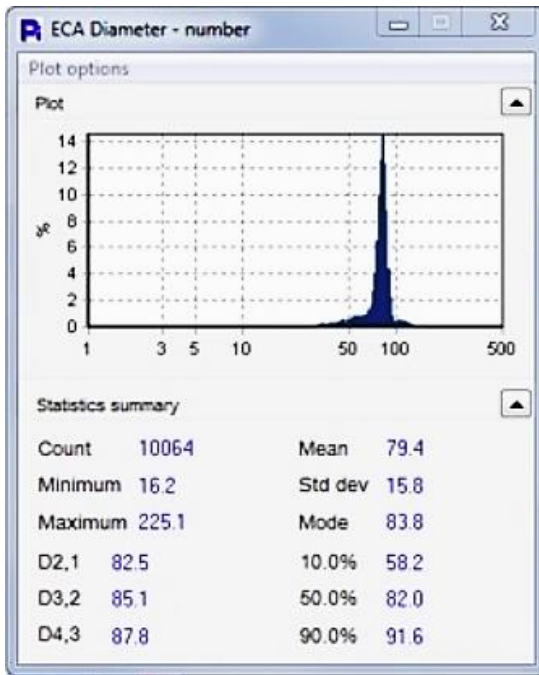 Pi ECA Diameter - number
Plot options
Plot
14
12
10
8
6
4
2
0
%
1 3 5 10 50 100 500
Statistics summary
Count 10064 Mean 79.4
Minimum 16.2 Std dev 15.8
Maximum 225.1 Mode 83.8
D2,1 82.5 10.0% 58.2
D3,2 85.1 50.0% 82.0
D4,3 87.8 90.0% 91.6